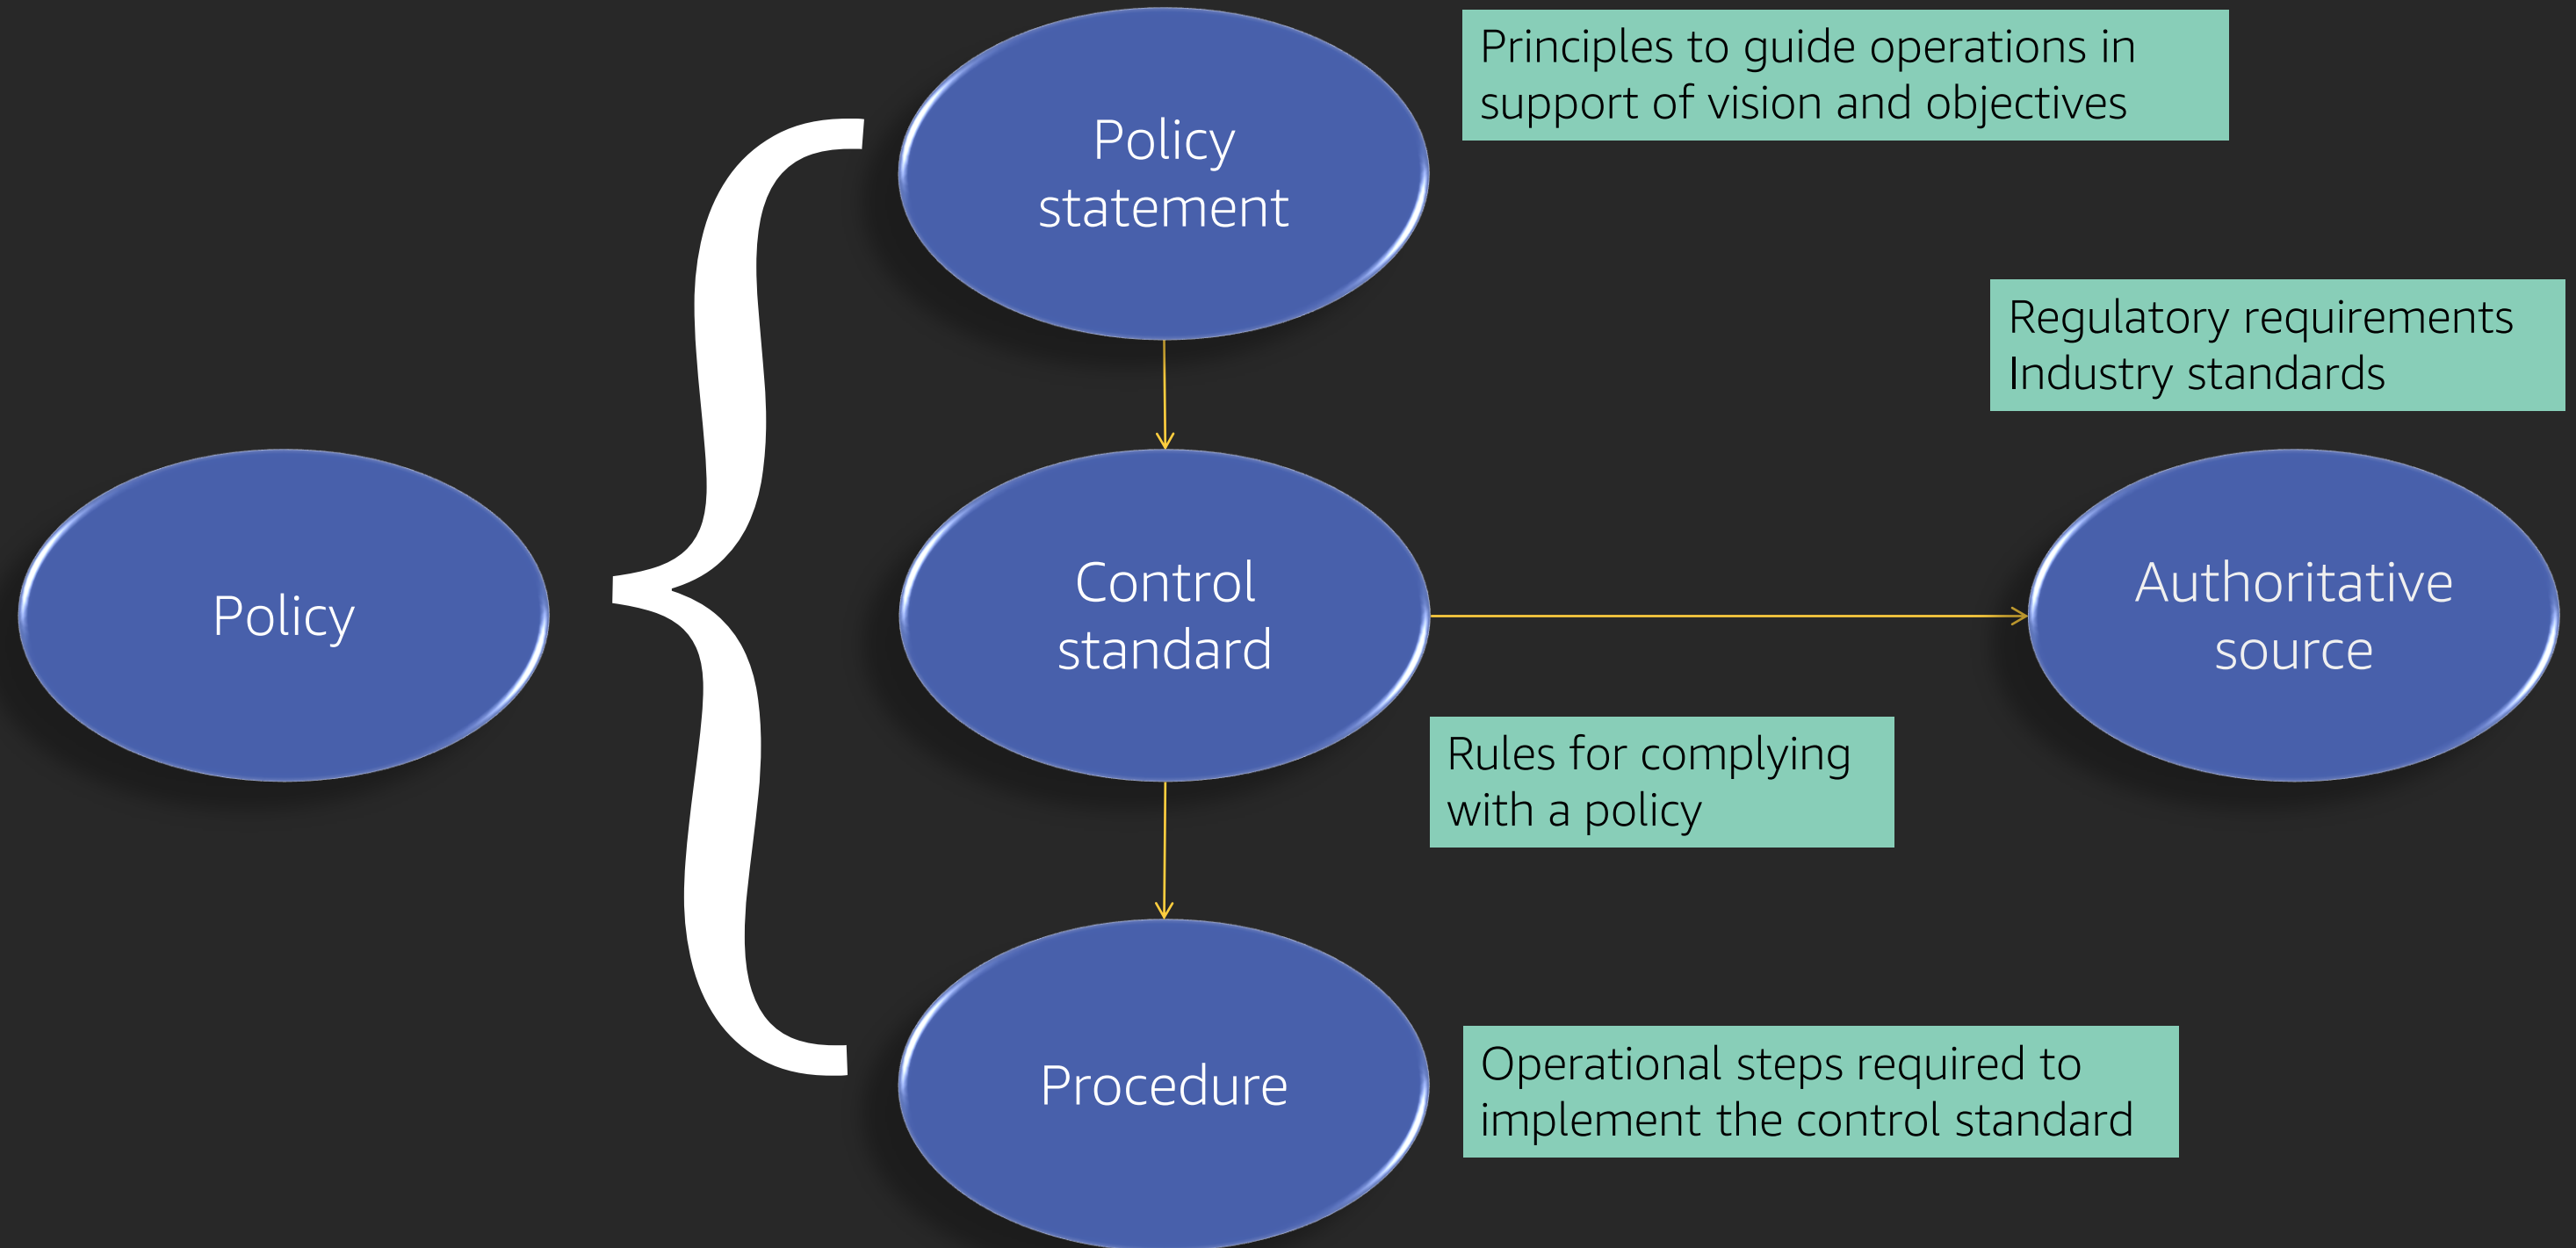 Policy
statement
Principles to guide operations in
support of vision and objectives
Regulatory requirements
Industry standards
Policy
Control
standard
Authoritative
source
Rules for complying
with a policy
Procedure
Operational steps required to
implement the control standard